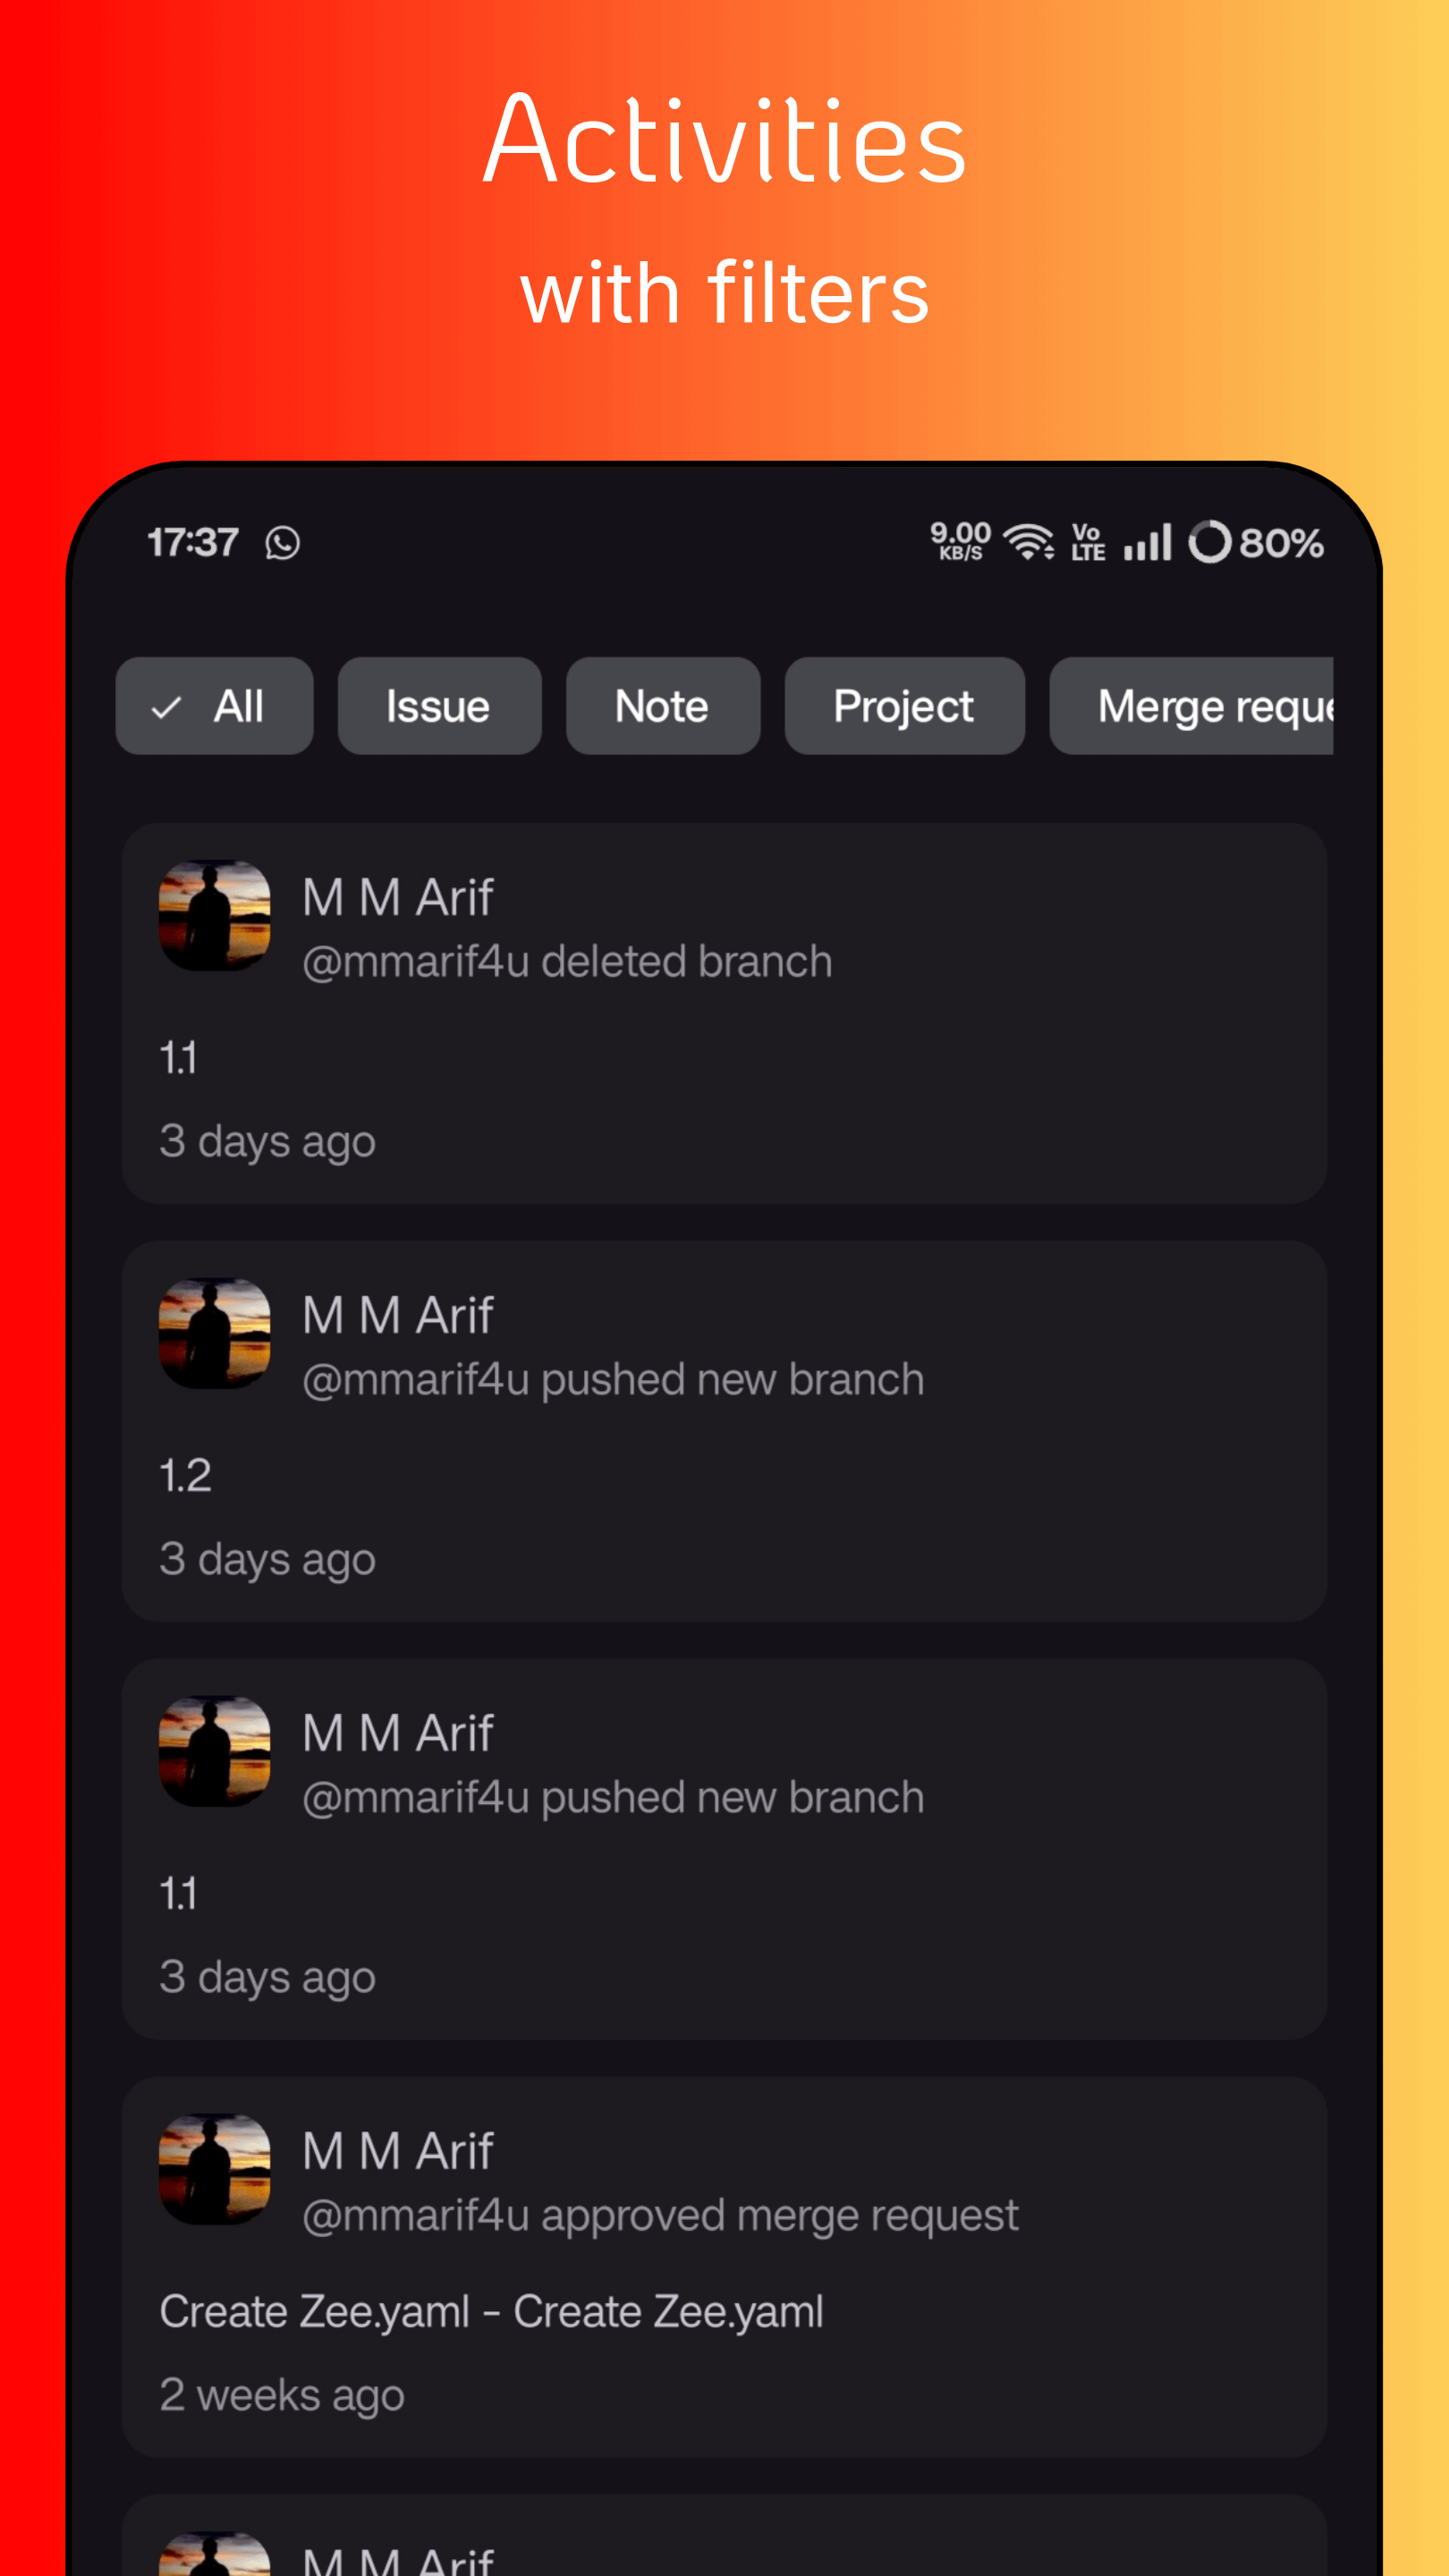 Activities
with filters
17:37
9.00 KB/S Vo LTE 80%
All Issue Note Project Merge reque
M M Arif
@mmarif4u deleted branch
1.1
3 days ago
M M Arif
@mmarif4u pushed new branch
1.2
3 days ago
M M Arif
@mmarif4u pushed new branch
1.1
3 days ago
M M Arif
@mmarif4u approved merge request
Create Zee.yaml - Create Zee.yaml
2 weeks ago
M M Arif